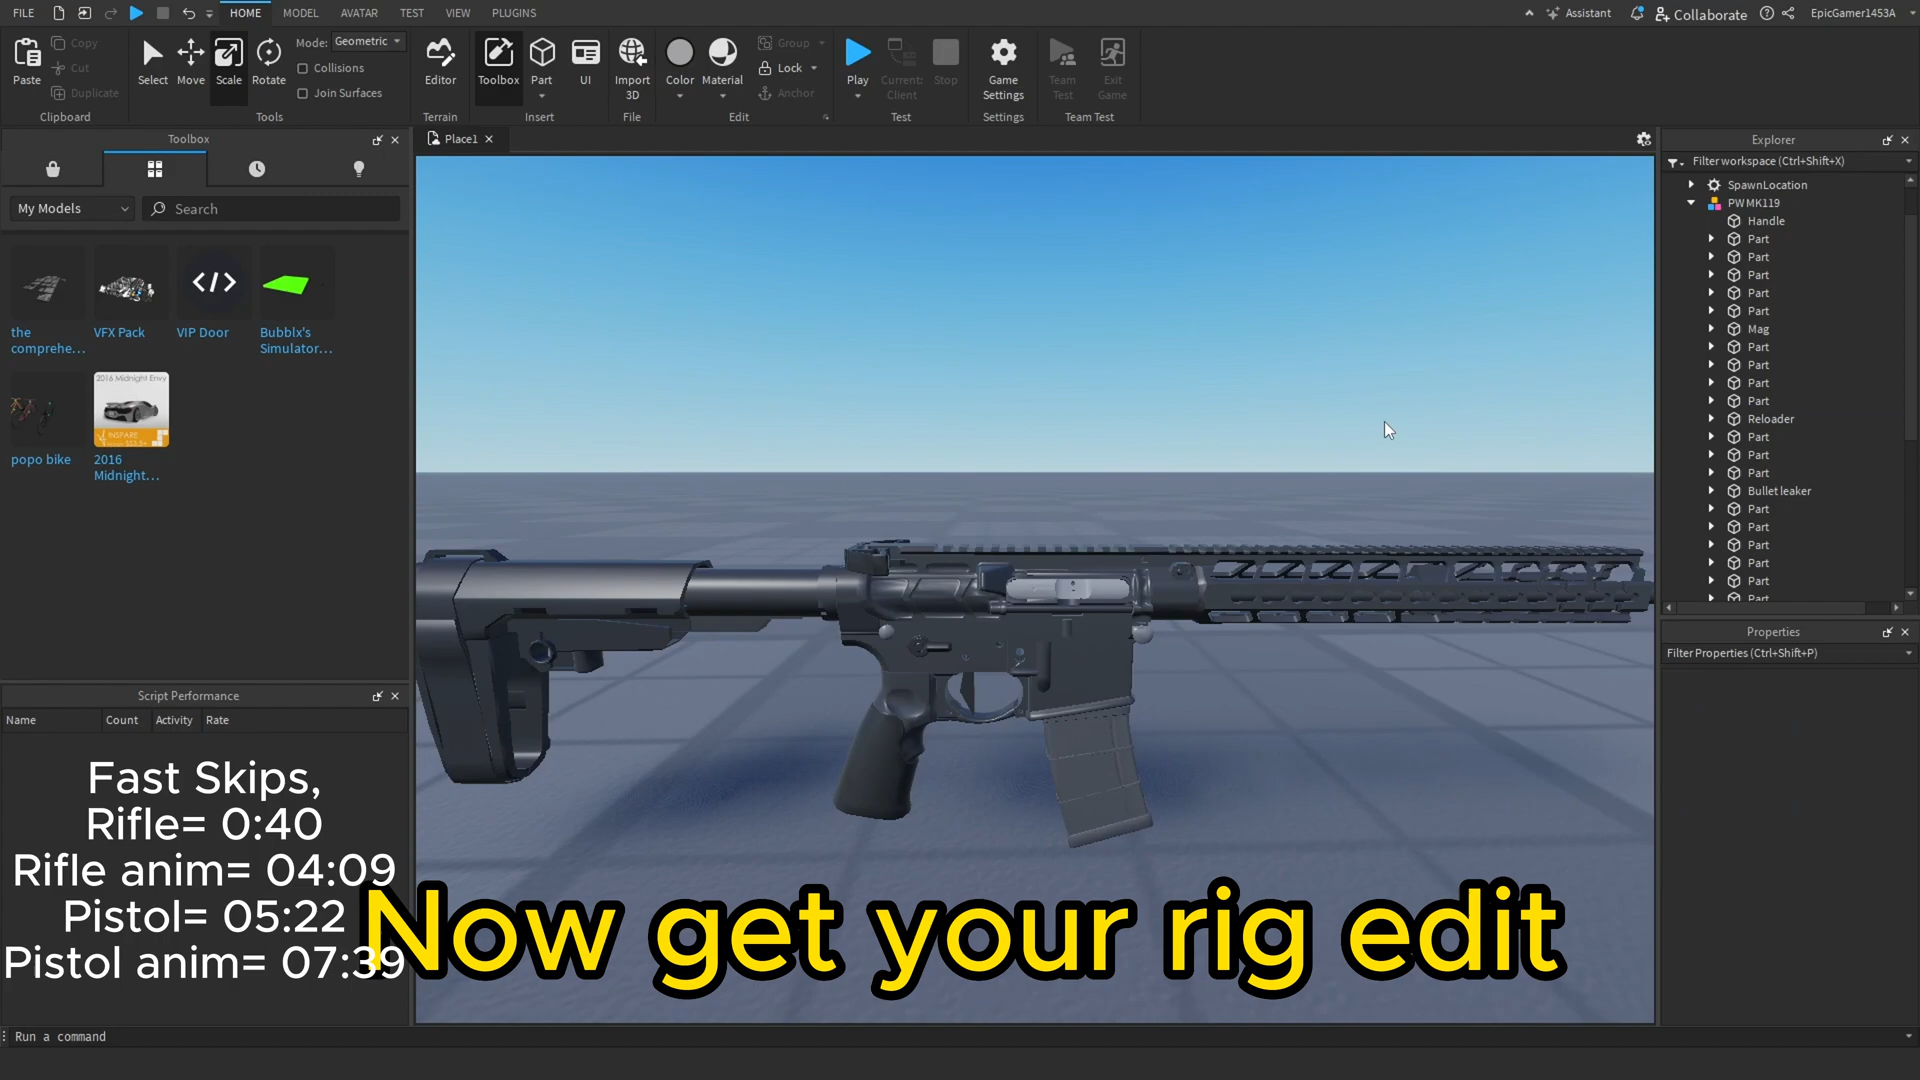 FILE
HOME
MODEL
AVATAR
TEST
VIEW
PLUGINS
Assistant
Collaborate
EpicGamer1453A
Paste
Copy
Cut
Duplicate
Clipboard
Select
Move
Scale
Rotate
Mode: Geometric
Collisions
Join Surfaces
Tools
Editor
Terrain
Toolbox
Part
UI
Insert
Import
3D
File
Color
Material
Group
Lock
Anchor
Edit
Play
Current:
Client
Stop
Test
Game
Settings
Settings
Team
Test
Exit
Game
Team Test
Toolbox
My Models
Search
the
comprehe...
VFX Pack
</>
VIP Door
Bubblx's
Simulator...
popo bike
2016 Midnight Envy
INSPARE
2016
Midnight...
Script Performance
Name
Count
Activity
Rate
Fast Skips,
Rifle= 0:40
Rifle anim= 04:09
Pistol= 05:22
Pistol anim= 07:39
Place1
Now get your rig edit
Explorer
Filter workspace (Ctrl+Shift+X)
SpawnLocation
PW MK119
Handle
Part
Part
Part
Part
Part
Mag
Part
Part
Part
Part
Reloader
Part
Part
Part
Bullet leaker
Part
Part
Part
Part
Part
Part
Properties
Filter Properties (Ctrl+Shift+P)
Run a command